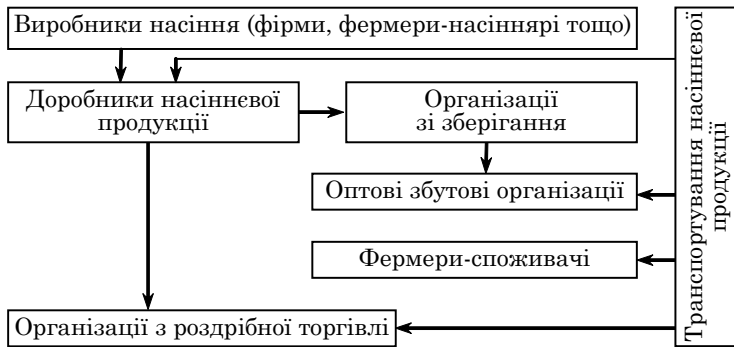 Виробники насіння (фірми, фермери-насіннярі тощо)
Доробники насіннєвої
продукції
Організації
зі зберігання
Оптові збутові організації
Фермери-споживачі
Організації з роздрібної торгівлі
Транспортування насіннєвої
продукції